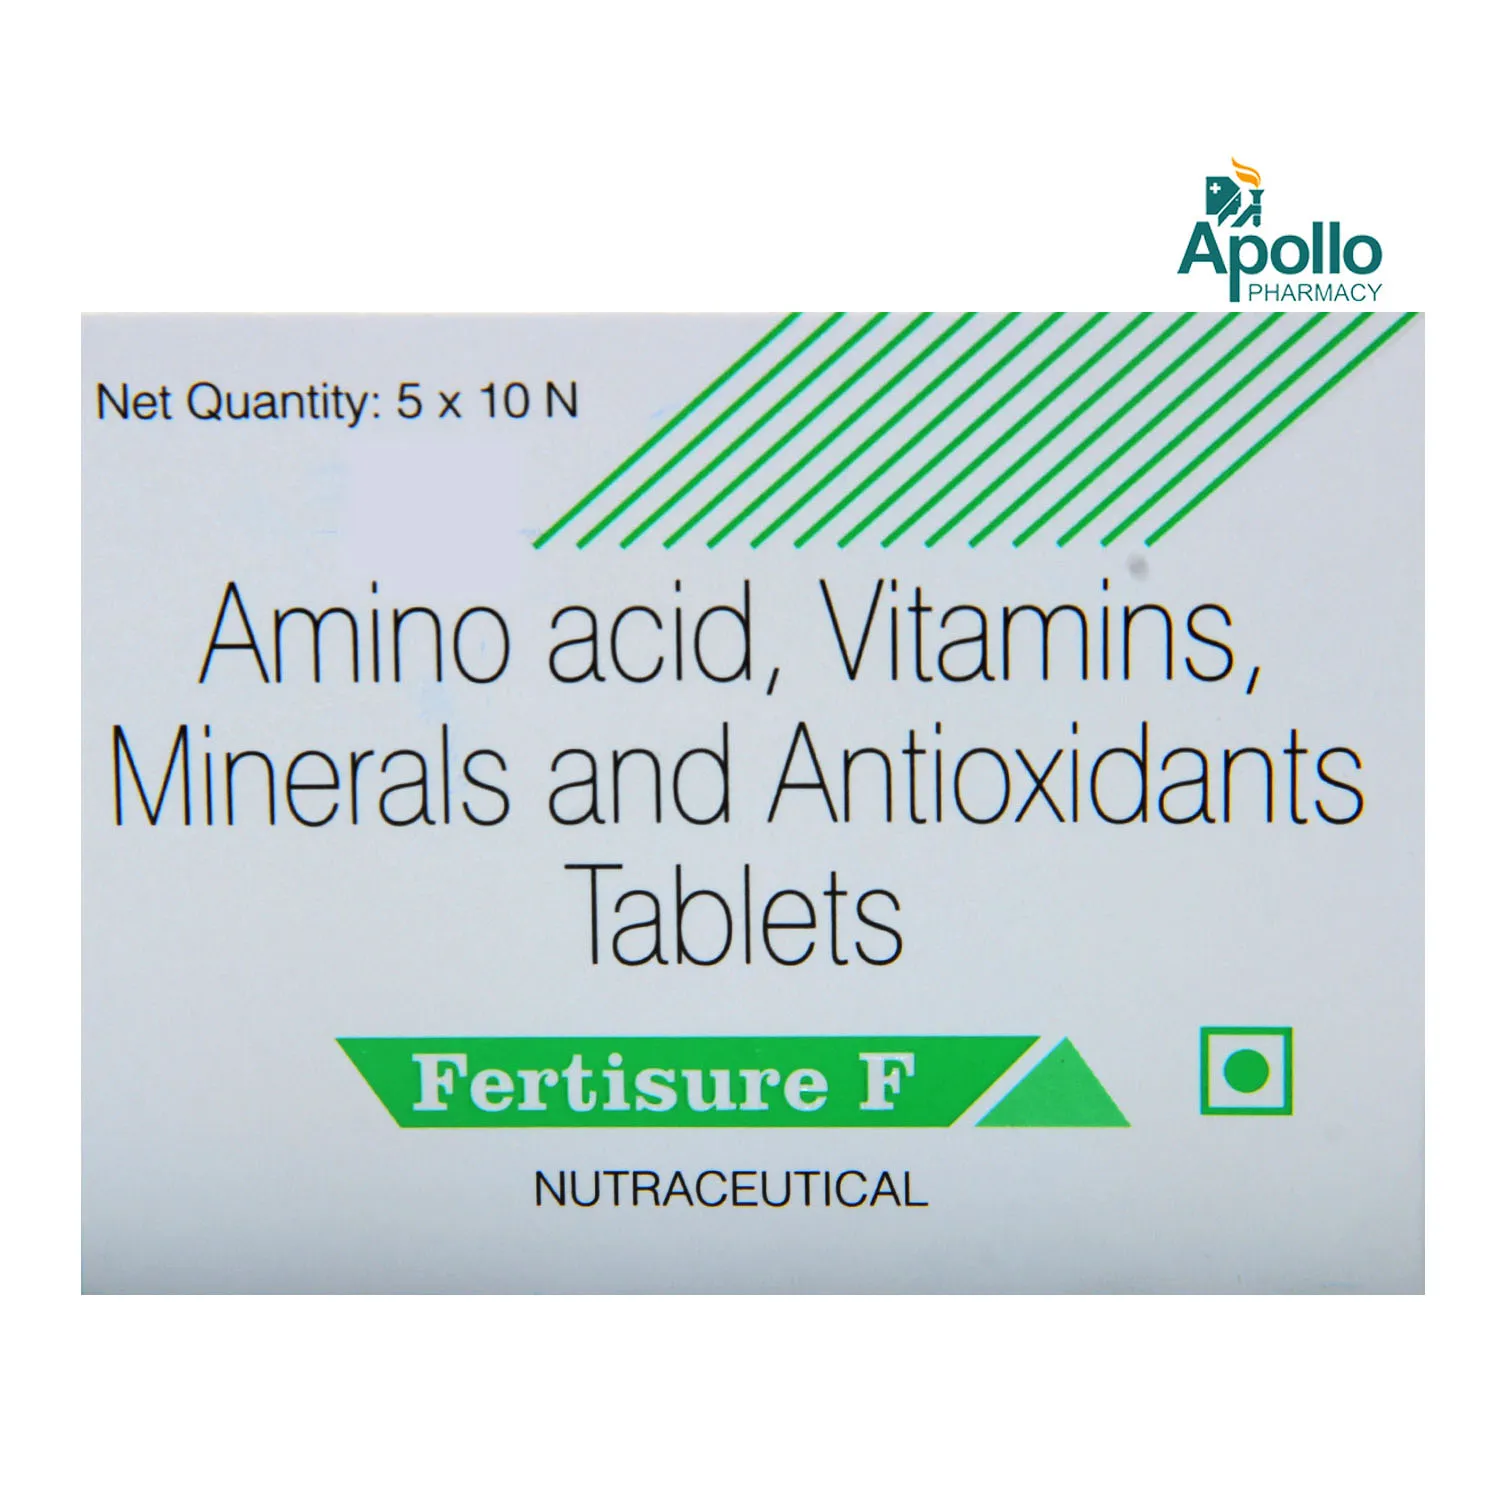 Apollo
PHARMACY
Net Quantity: 5 x 10 N
Amino acid, Vitamins,
Minerals and Antioxidants
Tablets
Fertisure F
NUTRACEUTICAL